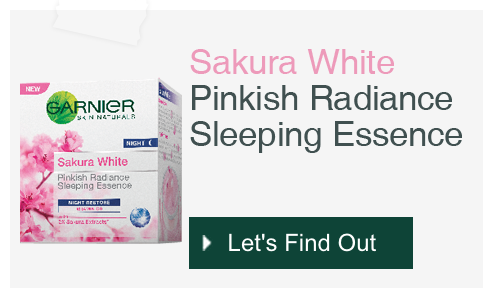 Sakura White
Pinkish Radiance
Sleeping Essence
NEW
GARNIER
SKIN NATURALS
NIGHT
Sakura White
Pinkish Radiance
Sleeping Essence
NIGHT RESTORE
Let's Find Out